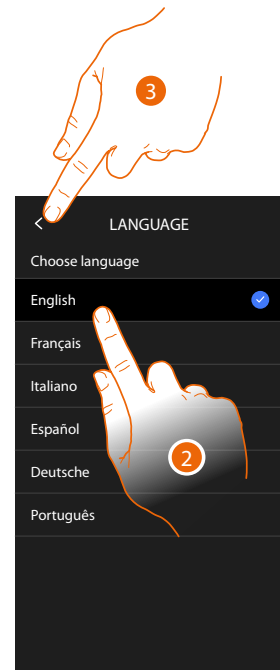 3
LANGUAGE
Choose language
English
Français
Italiano
Español
Deutsche
Português
2